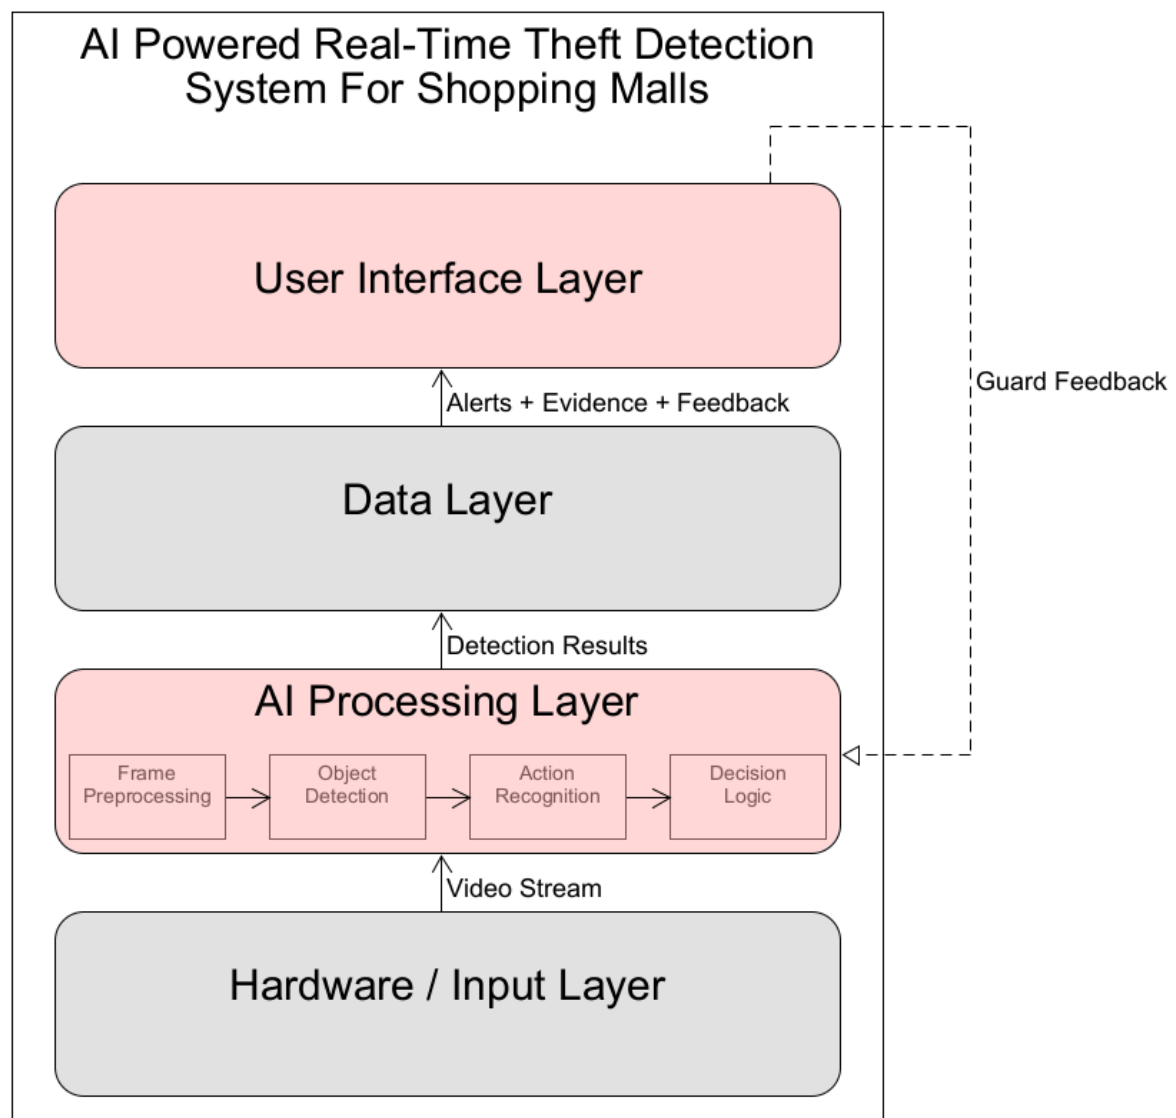 AI Powered Real-Time Theft Detection
System For Shopping Malls
User Interface Layer
Guard Feedback
Alerts + Evidence + Feedback
Data Layer
Detection Results
AI Processing Layer
Frame
Preprocessing
Object
Detection
Action
Recognition
Decision
Logic
Video Stream
Hardware / Input Layer